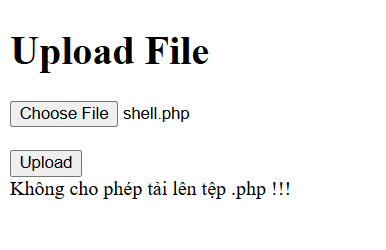 Upload File
Choose File shell.php
Upload
Không cho phép tải lên tệp .php !!!